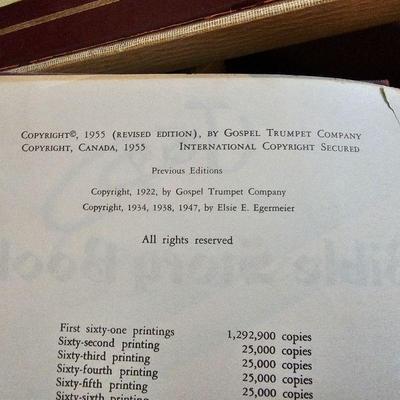 COPYRIGHT©, 1955 (REVISED EDITION), BY GOSPEL TRUMPET COMPANY
COPYRIGHT, CANADA, 1955 INTERNATIONAL COPYRIGHT SECURED
Previous Editions
Copyright, 1922, by Gospel Trumpet Company
Copyright, 1934, 1938, 1947, by Elsie E. Egermeier
All rights reserved
First sixty-one printings 1,292,900 copies
Sixty-second printing 25,000 copies
Sixty-third printing 25,000 copies
Sixty-fourth printing 25,000 copies
Sixty-fifth printing 25,000 copies
Sixty-sixth printing